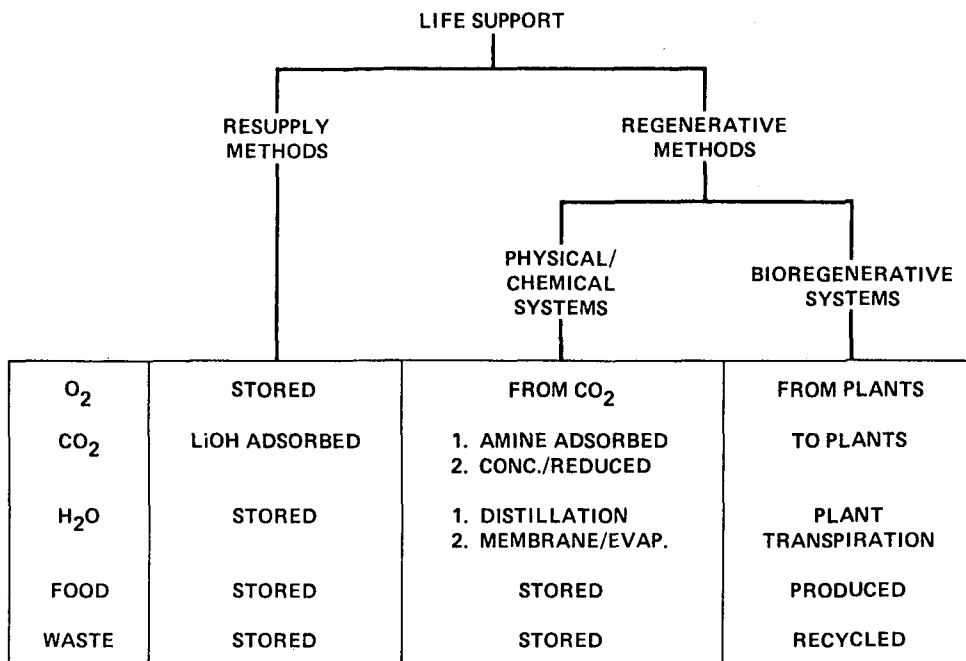 LIFE SUPPORT
RESUPPLY
METHODS
REGENERATIVE
METHODS
PHYSICAL/
CHEMICAL
SYSTEMS
BIOREGENERATIVE
SYSTEMS
O2 STORED FROM CO2 FROM PLANTS
CO2 LiOH ADSORBED 1. AMINE ADSORBED TO PLANTS
2. CONC./REDUCED
H2O STORED 1. DISTILLATION PLANT
2. MEMBRANE/EVAP. TRANSPIRATION
FOOD STORED STORED PRODUCED
WASTE STORED STORED RECYCLED